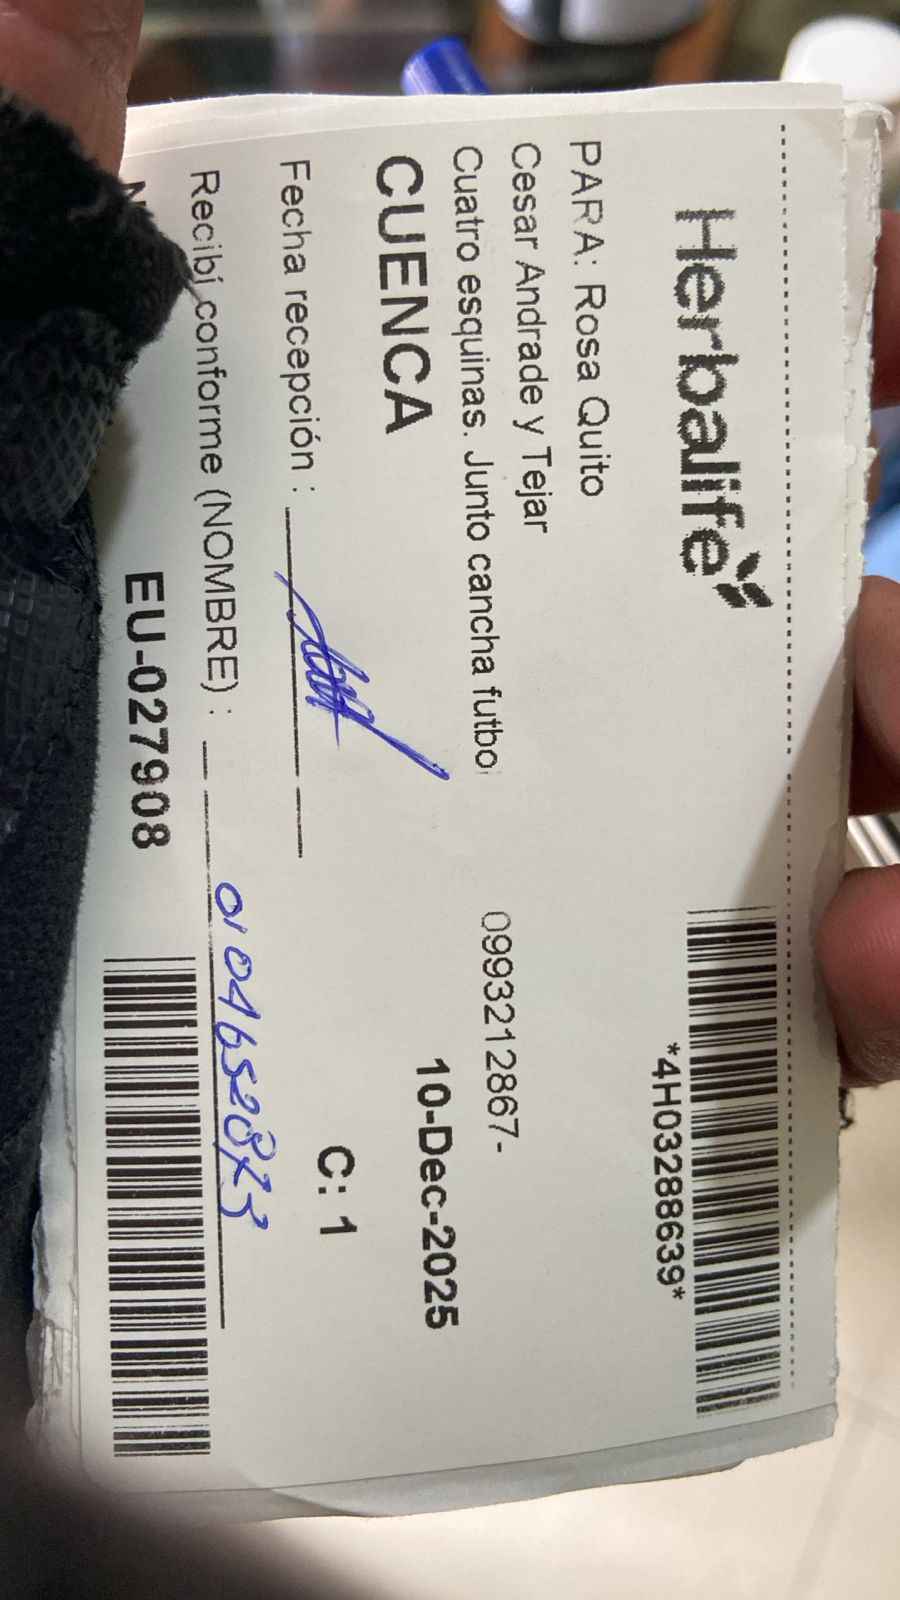 Herbalife
*4H03288639*
PARA: Rosa Quito
Cesar Andrade y Tejar
Cuatro esquinas. Junto cancha futbol
0993212867-
CUENCA
10-Dec-2025
Fecha recepción :
C: 1
Recibí conforme (NOMBRE) :
EU-027908